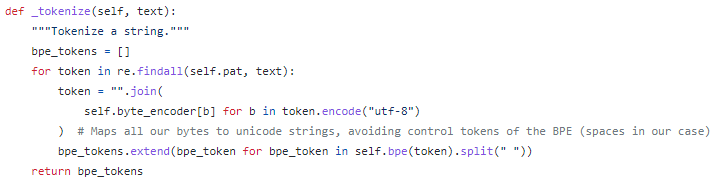 def _tokenize(self, text):
    """Tokenize a string."""
    bpe_tokens = []
    for token in re.findall(self.pat, text):
        token = "".join(
            self.byte_encoder[b] for b in token.encode("utf-8")
        )  # Maps all our bytes to unicode strings, avoiding control tokens of the BPE (spaces in our case)
        bpe_tokens.extend(bpe_token for bpe_token in self.bpe(token).split(" "))
    return bpe_tokens